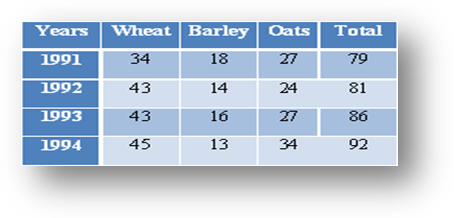 Years Wheat Barley Oats Total
1991 34 18 27 79
1992 43 14 24 81
1993 43 16 27 86
1994 45 13 34 92